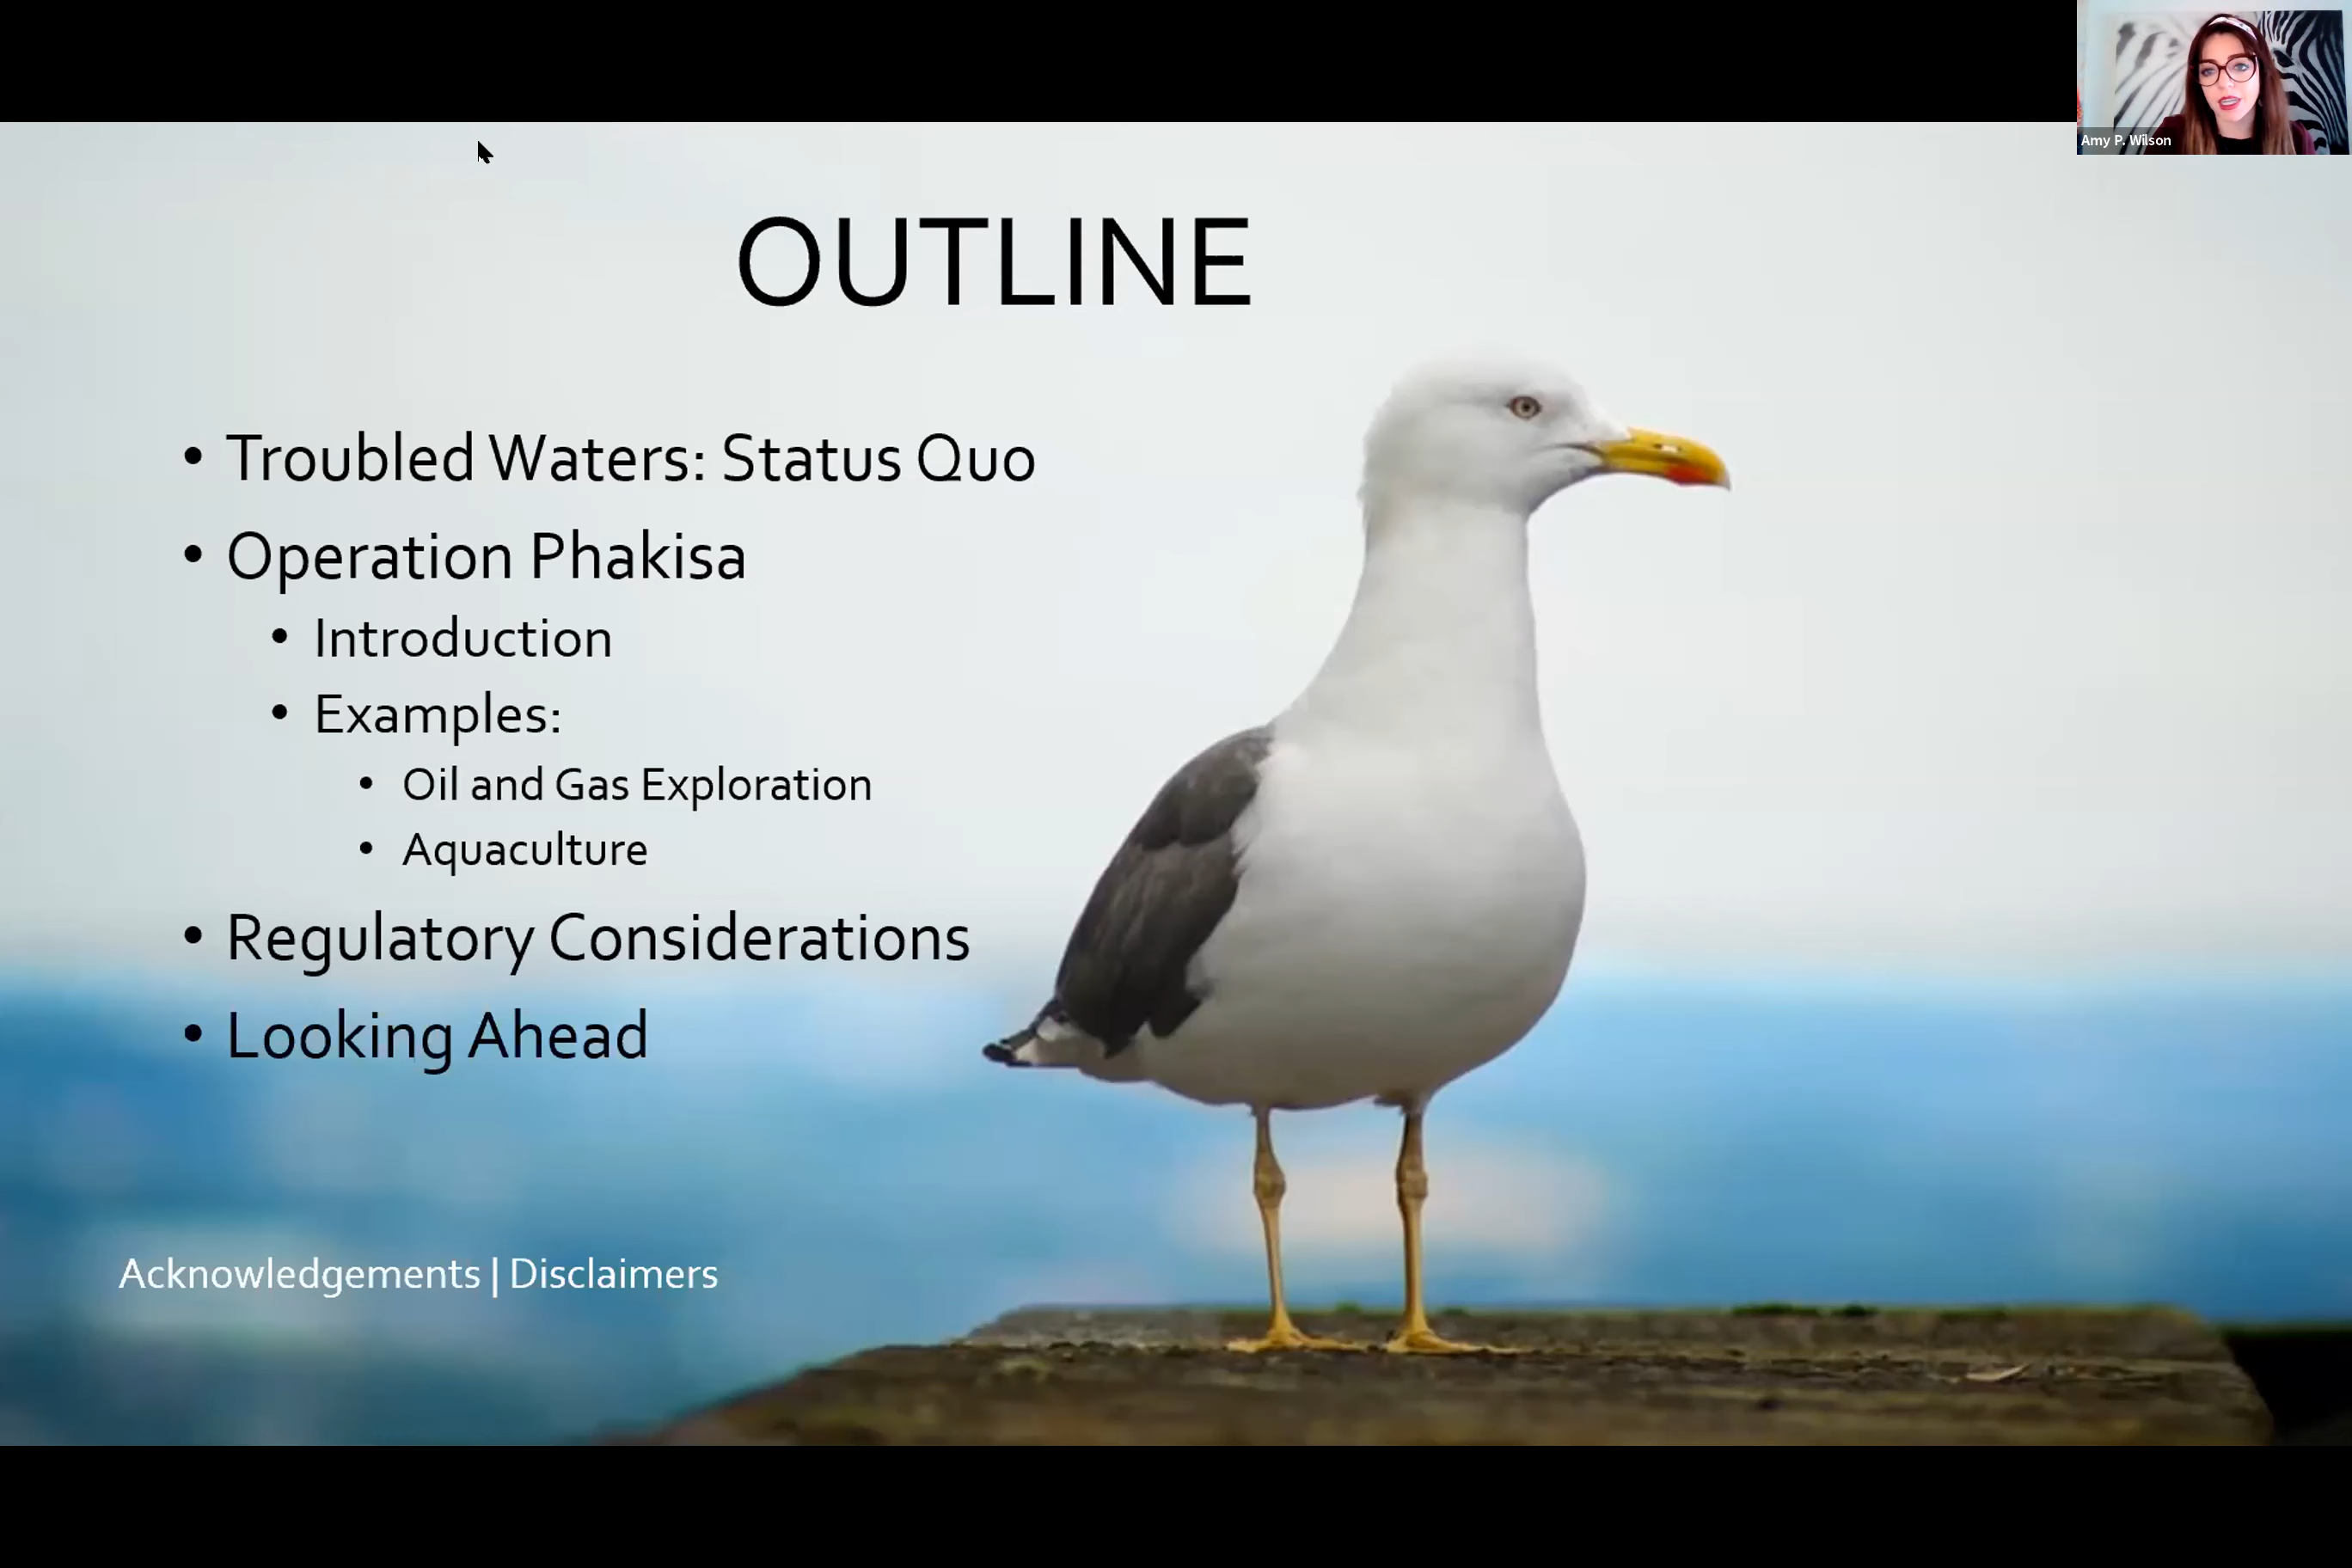 Amy P. Wilson
OUTLINE
• Troubled Waters: Status Quo
• Operation Phakisa
• Introduction
• Examples:
• Oil and Gas Exploration
• Aquaculture
• Regulatory Considerations
• Looking Ahead
Acknowledgements | Disclaimers